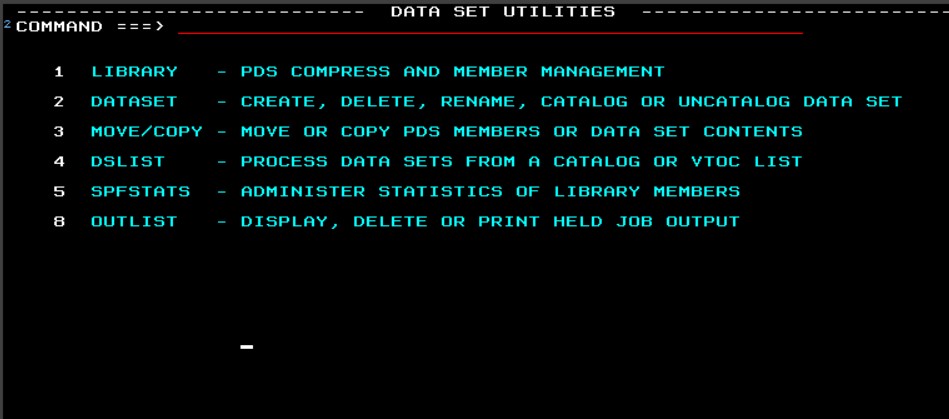 ---------------------------- DATA SET UTILITIES -------------------------
2 COMMAND ===>
1 LIBRARY - PDS COMPRESS AND MEMBER MANAGEMENT
2 DATASET - CREATE, DELETE, RENAME, CATALOG OR UNCATALOG DATA SET
3 MOVE/COPY - MOVE OR COPY PDS MEMBERS OR DATA SET CONTENTS
4 DSLIST - PROCESS DATA SETS FROM A CATALOG OR VTOC LIST
5 SPFSTATS - ADMINISTER STATISTICS OF LIBRARY MEMBERS
8 OUTLIST - DISPLAY, DELETE OR PRINT HELD JOB OUTPUT